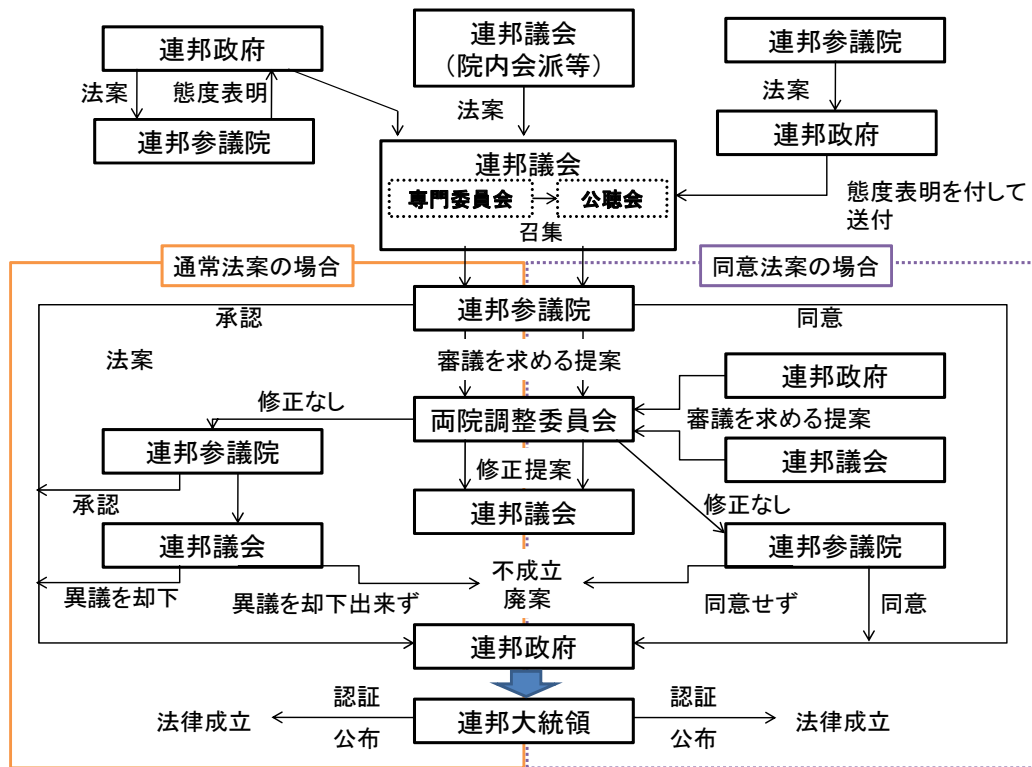 連邦政府
連邦議会
（院内会派等）
連邦参議院
法案
態度表明
法案
法案
連邦参議院
連邦政府
連邦議会
専門委員会
公聴会
召集
態度表明を付して
送付
通常法案の場合
同意法案の場合
連邦参議院
承認
同意
法案
審議を求める提案
連邦政府
修正なし
両院調整委員会
審議を求める提案
連邦参議院
連邦議会
修正提案
承認
修正なし
連邦議会
連邦議会
連邦参議院
異議を却下
異議を却下出来ず
不成立
廃案
同意せず
同意
連邦政府
認証
認証
法律成立
連邦大統領
法律成立
公布
公布